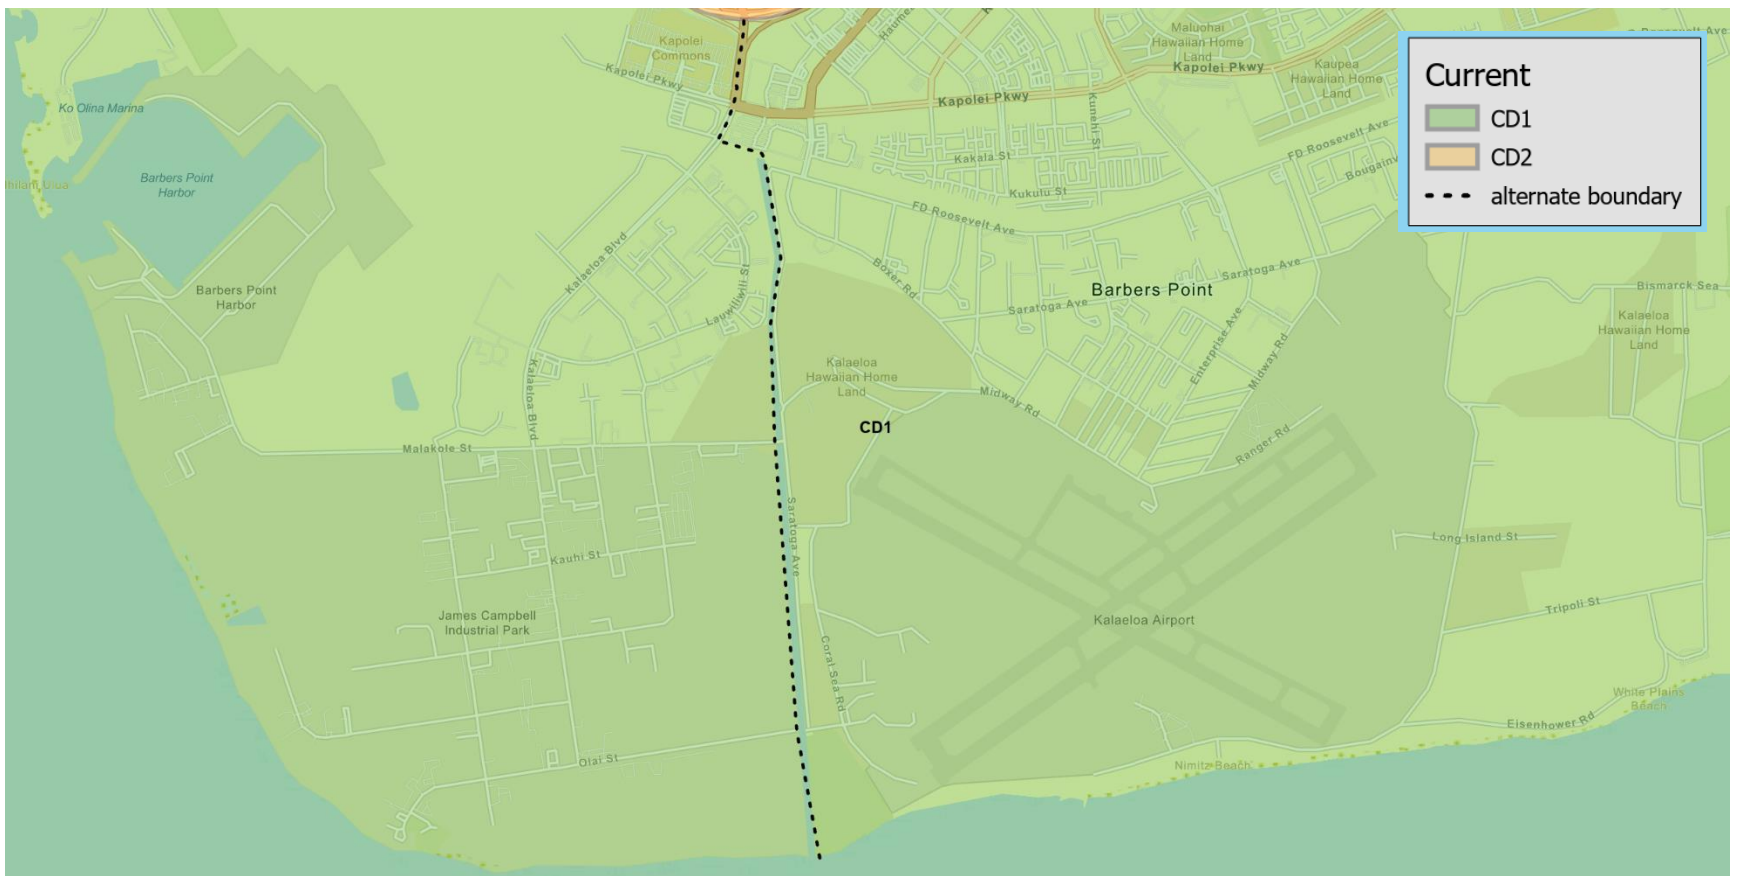 Kapolei
Commons
Kapolei Pkwy
Maluohai
Hawaiian Home
Land
Kapolei Pkwy
Kaupea
Hawaiian Home
Land
Kapolei Pkwy
Kunehi St
Current
CD1
CD2
alternate boundary
Ko Olina Marina
Barbers Point
Harbor
Kakala St
Kukulu St
FD Roosevelt Ave
FD Roosevelt Ave
Kalaeloa Blvd
Lauwiliwili St
Boxer Rd
Saratoga Ave
Saratoga Ave
Barbers Point
Enterprise Ave
Midway Rd
Bismarck Sea
Kalaeloa
Hawaiian Home
Land
Barbers Point
Harbor
Kalaeloa
Hawaiian Home
Land
Midway Rd
Kalaeloa Blvd
CD1
Malakole St
Ranger Rd
Saratoga Ave
Long Island St
Kauhi St
James Campbell
Industrial Park
Kalaeloa Airport
Tripoli St
Coral Sea Rd
White Plains
Beach
Eisenhower Rd
Olai St
Nimitz Beach